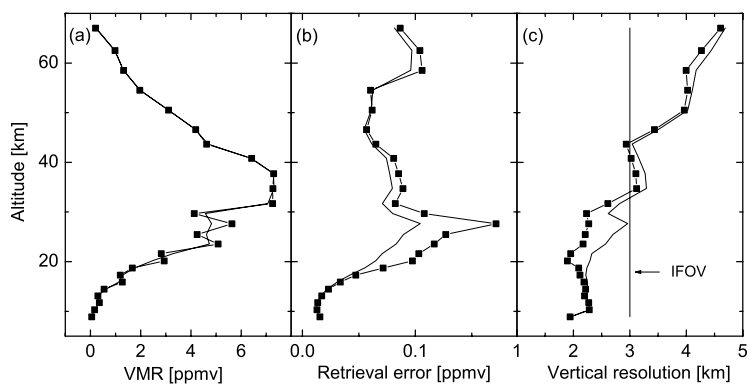 (a)
(b)
(c)
60
40
20
Altitude [km]
IFOV
0 2 4 6
0.0 0.1
1 2 3 4 5
VMR [ppmv]
Retrieval error [ppmv]
Vertical resolution [km]